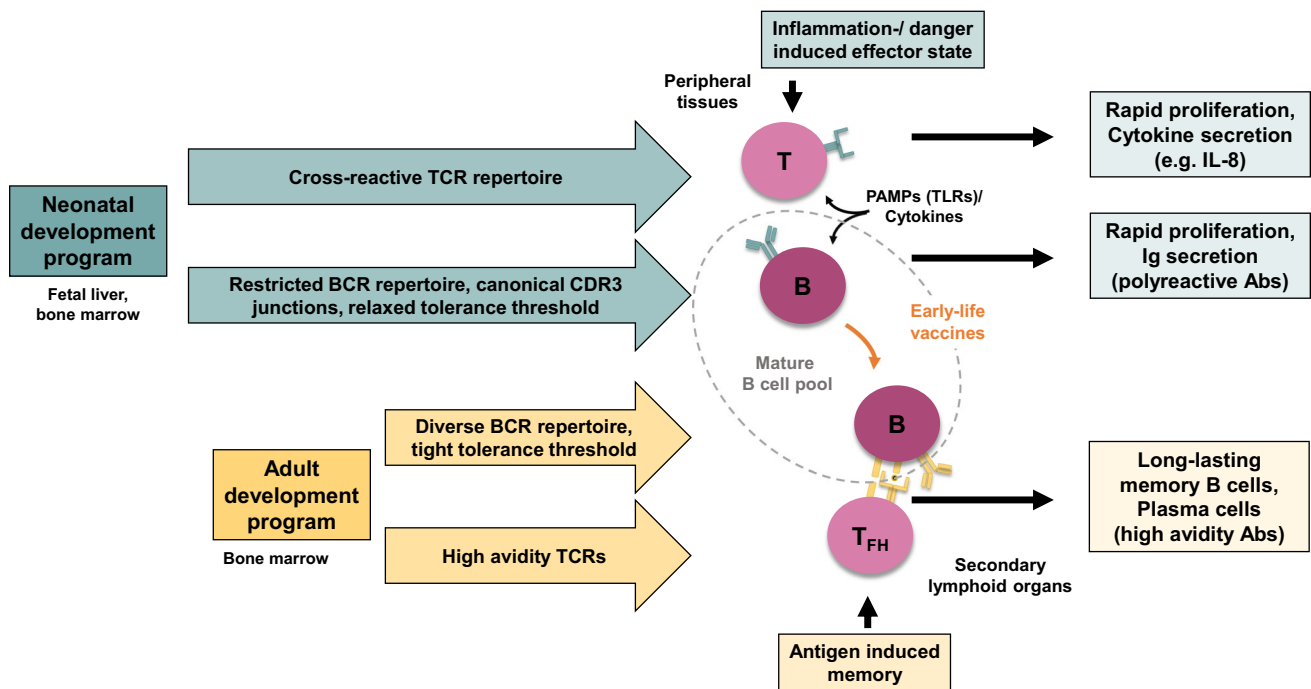 Inflammation-/ danger
induced effector state
Peripheral
tissues
Rapid proliferation,
Cytokine secretion
(e.g. IL-8)
T
Cross-reactive TCR repertoire
Neonatal
development
program
Fetal liver,
bone marrow
PAMPs (TLRs)/
Cytokines
Rapid proliferation,
Ig secretion
(polyreactive Abs)
B
Restricted BCR repertoire, canonical CDR3
junctions, relaxed tolerance threshold
Early-life
vaccines
Mature
B cell pool
B
Diverse BCR repertoire,
tight tolerance threshold
Adult
development
program
Bone marrow
High avidity TCRs
Long-lasting
memory B cells,
Plasma cells
(high avidity Abs)
TFH
Secondary
lymphoid organs
Antigen induced
memory